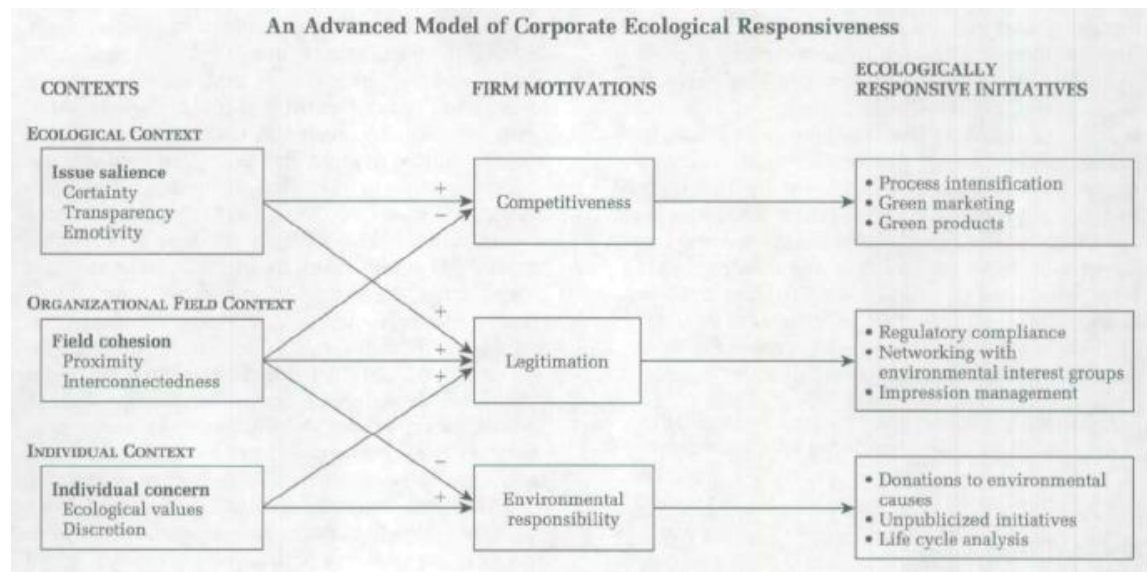 An Advanced Model of Corporate Ecological Responsiveness
CONTEXTS
FIRM MOTIVATIONS
ECOLOGICALLY
RESPONSIVE INITIATIVES
ECOLOGICAL CONTEXT
Issue salience
Certainty
Transparency
Emotivity
+
−
Competitiveness
• Process intensification
• Green marketing
• Green products
ORGANIZATIONAL FIELD CONTEXT
Field cohesion
Proximity
Interconnectedness
+
+
+
Legitimation
• Regulatory compliance
• Networking with
environmental interest groups
• Impression management
INDIVIDUAL CONTEXT
Individual concern
Ecological values
Discretion
−
+
Environmental
responsibility
• Donations to environmental
causes
• Unpublicized initiatives
• Life cycle analysis